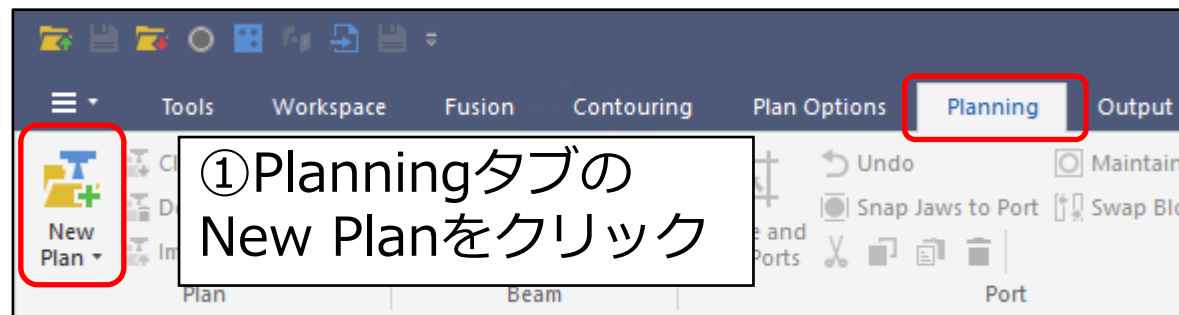 Tools Workspace Fusion Contouring Plan Options Planning Output
①Planningタブの
New Planをクリック
New
Plan
Plan
Beam
Undo
Maintain
Snap Jaws to Port
Swap
and
Ports
Port